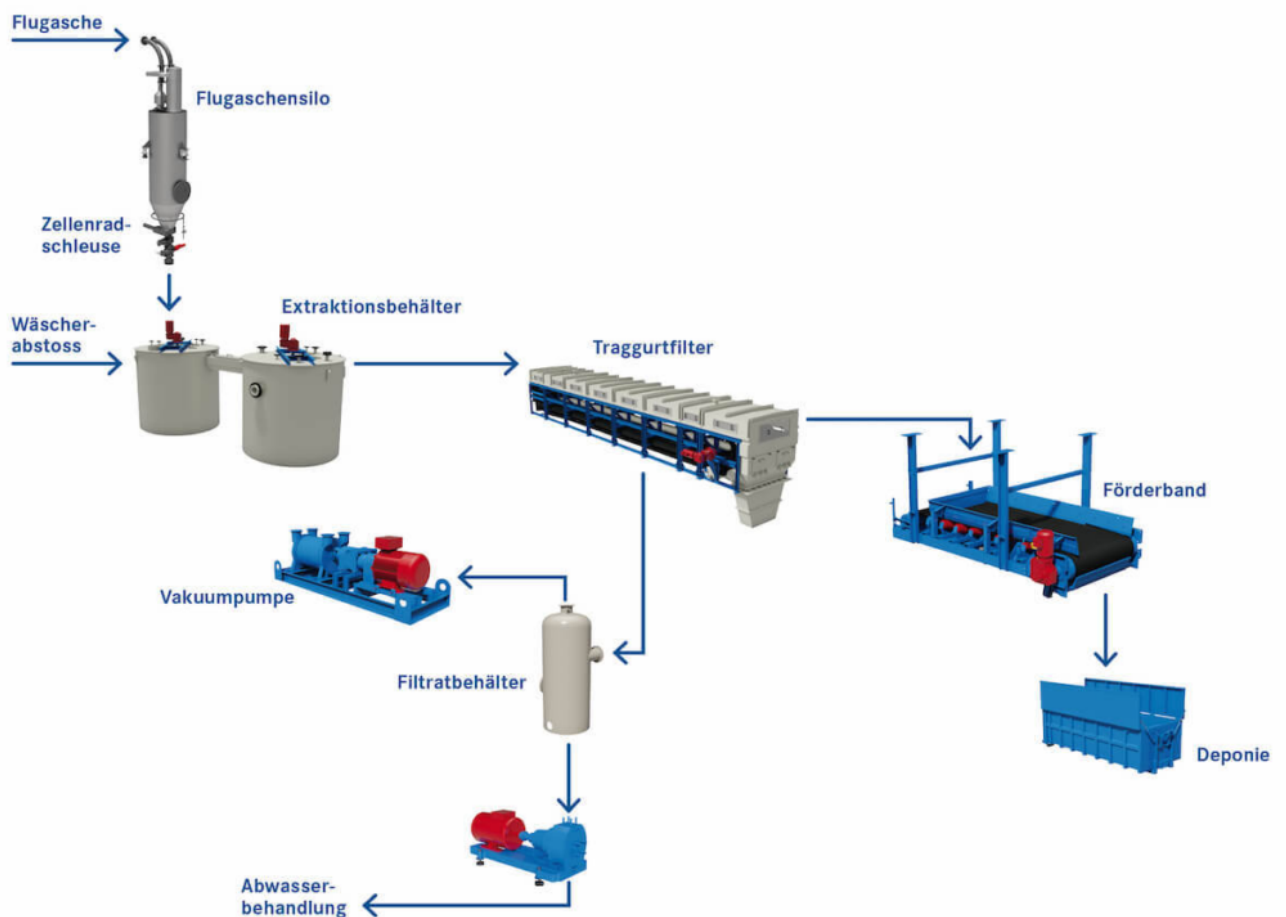 Flugasche
Flugaschensilo
Zellenrad-
schleuse
Extraktionsbehälter
Wäscher-
abstoss
Traggurtfilter
Förderband
Vakuumpumpe
Filtratbehälter
Deponie
Abwasser-
behandlung